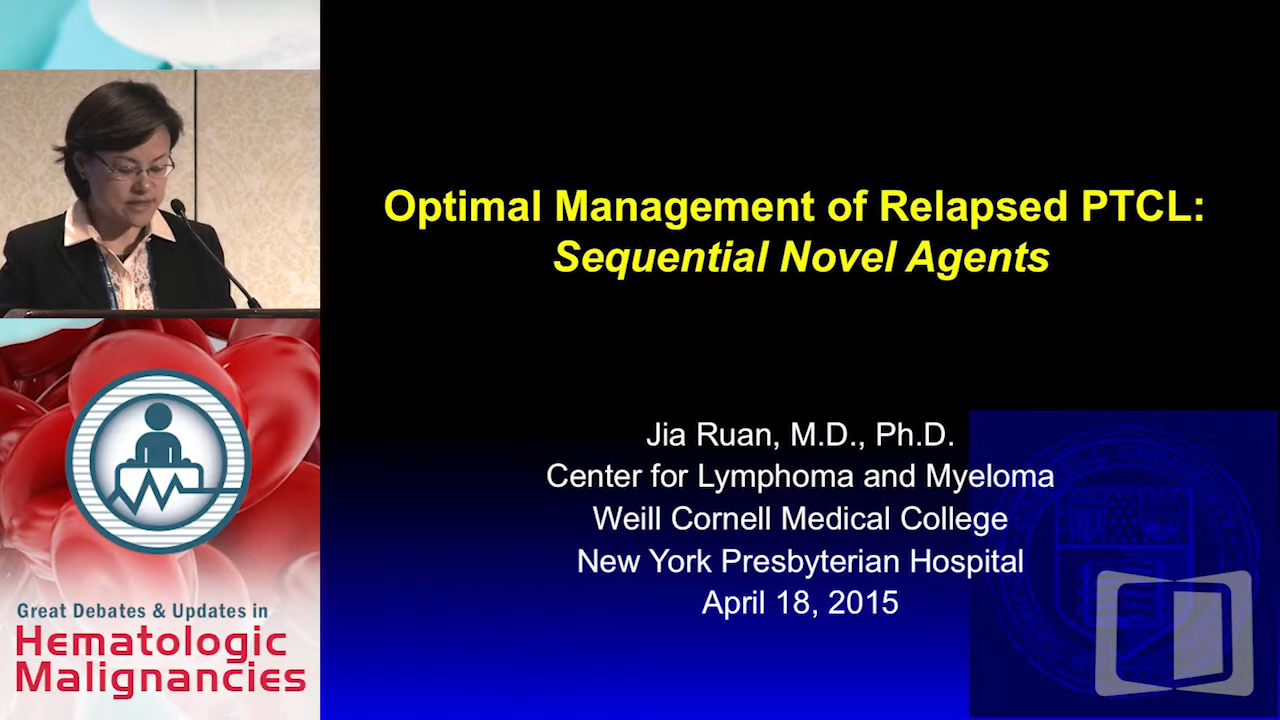 Optimal Management of Relapsed PTCL:
Sequential Novel Agents
Jia Ruan, M.D., Ph.D.
Center for Lymphoma and Myeloma
Weill Cornell Medical College
New York Presbyterian Hospital
April 18, 2015
Great Debates & Updates in
Hematologic
Malignancies